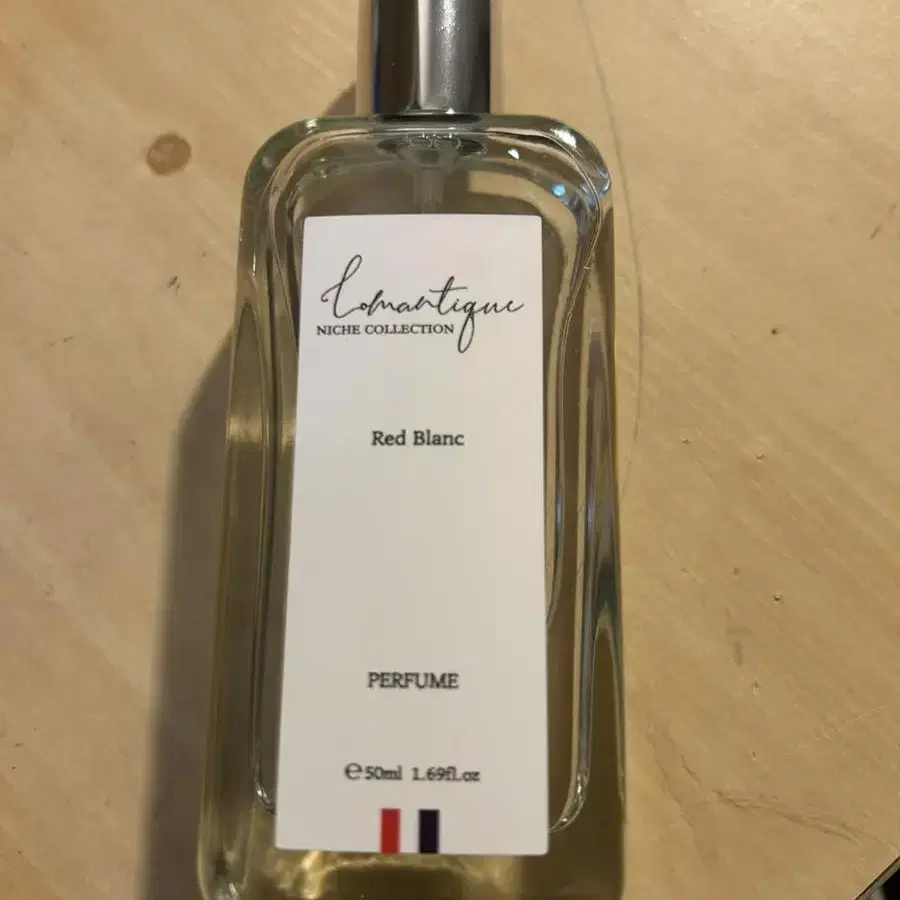 Lomantique
NICHE COLLECTION
Red Blanc
PERFUME
℮50ml 1.69fl.oz